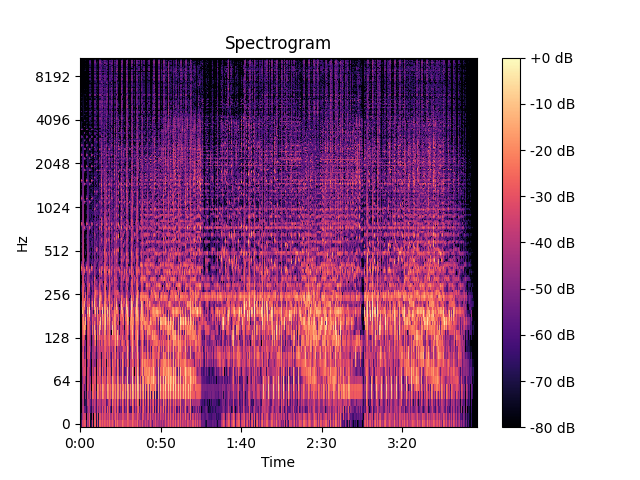 Spectrogram
Hz
8192
4096
2048
1024
512
256
128
64
0
0:00 0:50 1:40 2:30 3:20
Time
+0 dB
-10 dB
-20 dB
-30 dB
-40 dB
-50 dB
-60 dB
-70 dB
-80 dB